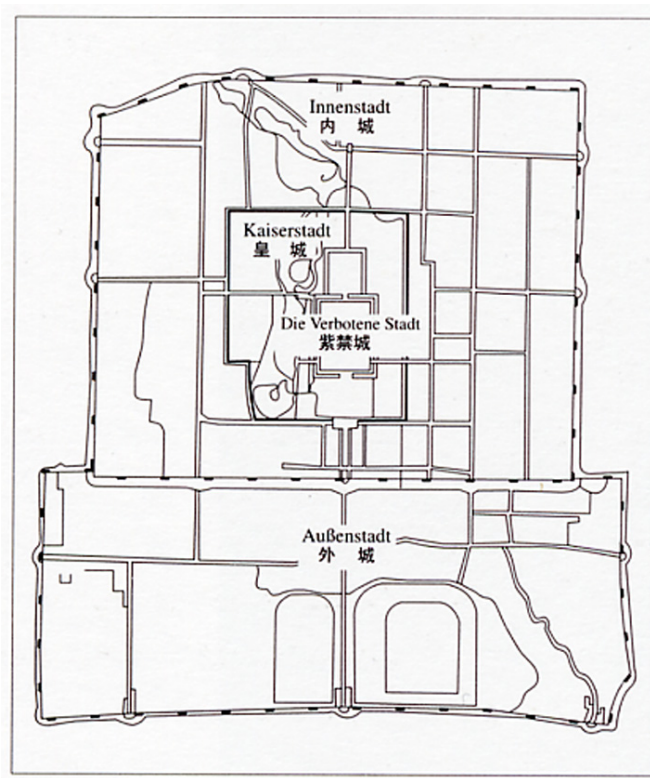 Innenstadt
内 城
Kaiserstadt
皇 城
Die Verbotene Stadt
紫禁城
Außenstadt
外 城